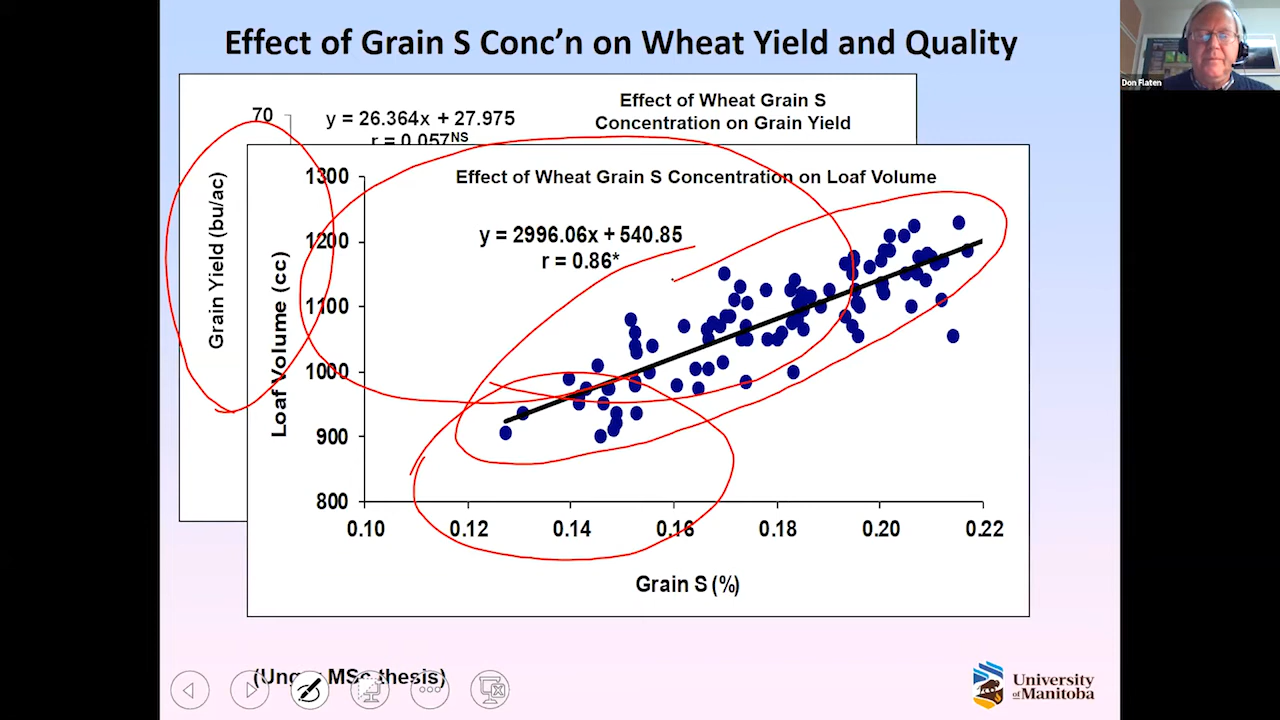 Effect of Grain S Conc’n on Wheat Yield and Quality
Don Flaten
70
y = 26.364x + 27.975
r = 0.057NS
Effect of Wheat Grain S
Concentration on Grain Yield
Grain Yield (bu/ac)
Effect of Wheat Grain S Concentration on Loaf Volume
y = 2996.06x + 540.85
r = 0.86*
Loaf Volume (cc)
1300
1200
1100
1000
900
800
0.10 0.12 0.14 0.16 0.18 0.20 0.22
Grain S (%)
MSc thesis)
University
of Manitoba